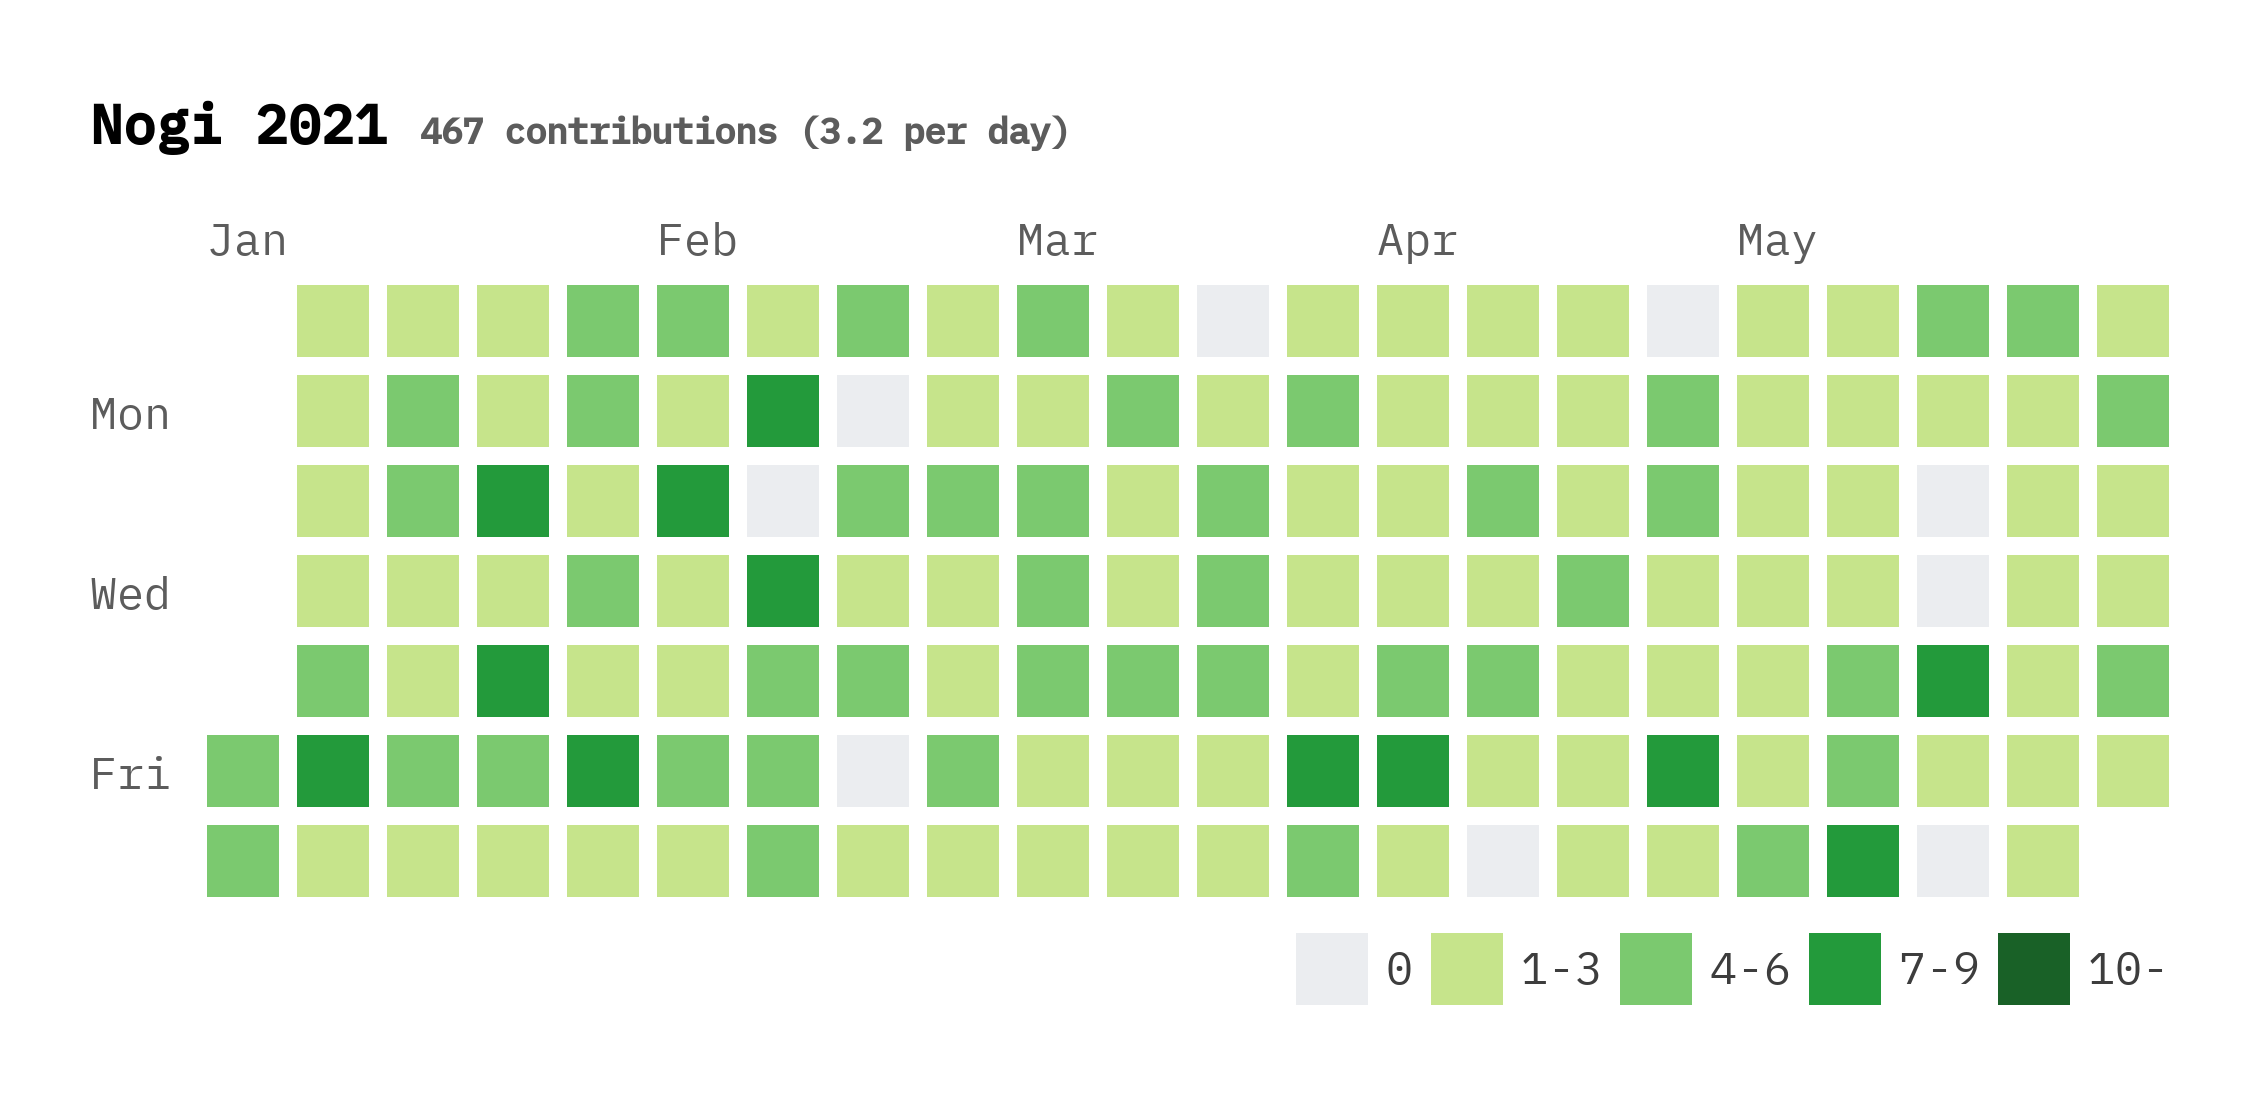 Nogi 2021 467 contributions (3.2 per day)
Jan Feb Mar Apr May
Mon
Wed
Fri
0 1-3 4-6 7-9 10-